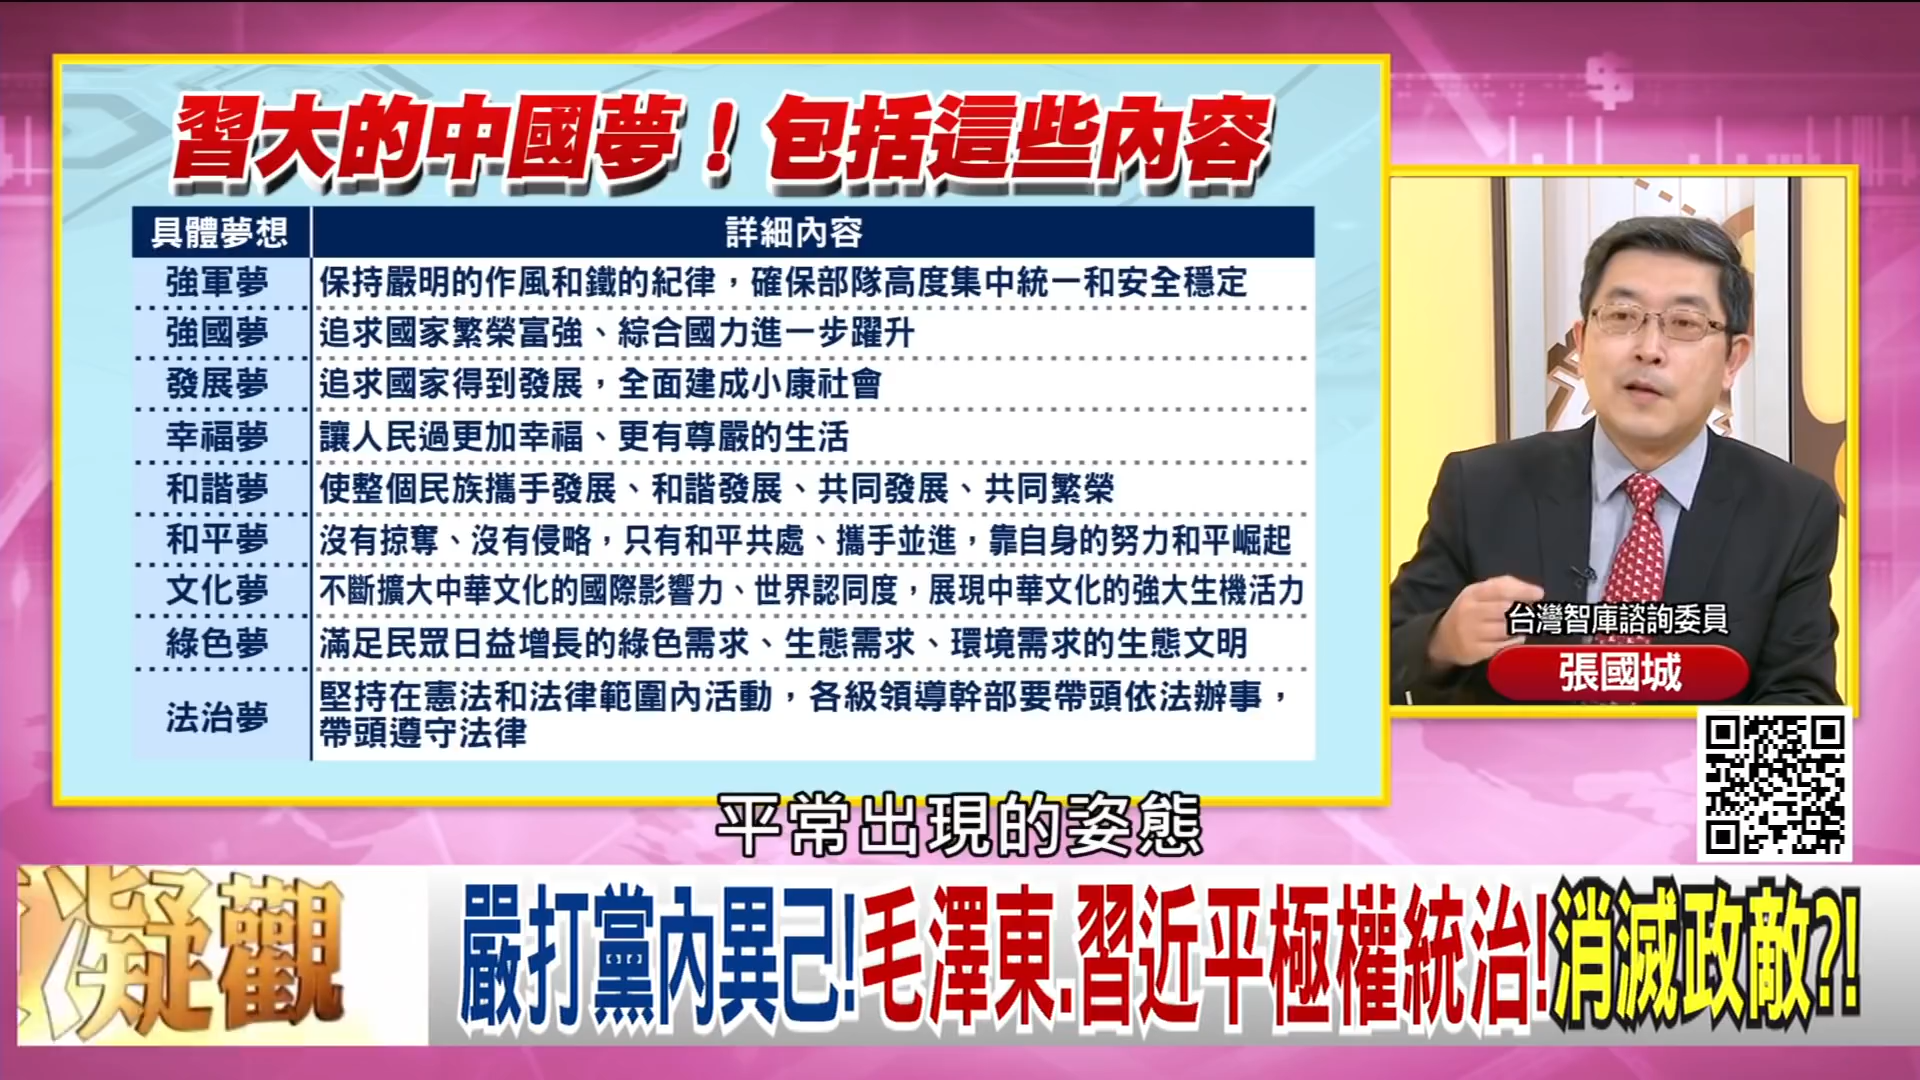 習大的中國夢！包括這些內容
具體夢想 詳細內容
強軍夢 保持嚴明的作風和鐵的紀律，確保部隊高度集中統一和安全穩定
強國夢 追求國家繁榮富強、綜合國力進一步躍升
發展夢 追求國家得到發展，全面建成小康社會
幸福夢 讓人民過更加幸福、更有尊嚴的生活
和諧夢 使整個民族攜手發展、和諧發展、共同發展、共同繁榮
和平夢 沒有掠奪、沒有侵略，只有和平共處、攜手並進，靠自身的努力和平崛起
文化夢 不斷擴大中華文化的國際影響力、世界認同度，展現中華文化的強大生機活力
綠色夢 滿足民眾日益增長的綠色需求、生態需求、環境需求的生態文明
法治夢 堅持在憲法和法律範圍內活動，各級領導幹部要帶頭依法辦事，
帶頭遵守法律
台灣智庫諮詢委員
張國城
平常出現的姿態
凝觀
嚴打黨內異己!毛澤東.習近平極權統治!消滅政敵?!